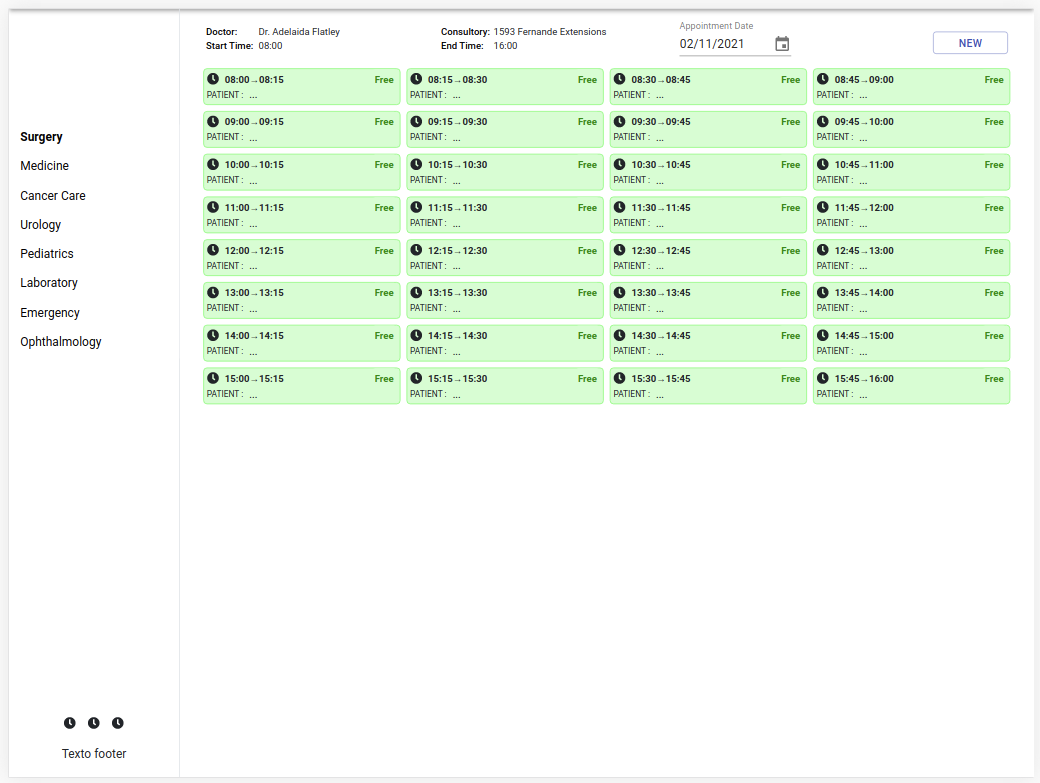 Doctor: Dr. Adelaida Flatley Consultory: 1593 Fernande Extensions Appointment Date
Start Time: 08:00 End Time: 16:00 02/11/2021 NEW
Surgery
Medicine
Cancer Care
Urology
Pediatrics
Laboratory
Emergency
Ophthalmology
08:00→08:15 Free 08:15→08:30 Free 08:30→08:45 Free 08:45→09:00 Free
PATIENT : ... PATIENT : ... PATIENT : ... PATIENT : ...
09:00→09:15 Free 09:15→09:30 Free 09:30→09:45 Free 09:45→10:00 Free
PATIENT : ... PATIENT : ... PATIENT : ... PATIENT : ...
10:00→10:15 Free 10:15→10:30 Free 10:30→10:45 Free 10:45→11:00 Free
PATIENT : ... PATIENT : ... PATIENT : ... PATIENT : ...
11:00→11:15 Free 11:15→11:30 Free 11:30→11:45 Free 11:45→12:00 Free
PATIENT : ... PATIENT : ... PATIENT : ... PATIENT : ...
12:00→12:15 Free 12:15→12:30 Free 12:30→12:45 Free 12:45→13:00 Free
PATIENT : ... PATIENT : ... PATIENT : ... PATIENT : ...
13:00→13:15 Free 13:15→13:30 Free 13:30→13:45 Free 13:45→14:00 Free
PATIENT : ... PATIENT : ... PATIENT : ... PATIENT : ...
14:00→14:15 Free 14:15→14:30 Free 14:30→14:45 Free 14:45→15:00 Free
PATIENT : ... PATIENT : ... PATIENT : ... PATIENT : ...
15:00→15:15 Free 15:15→15:30 Free 15:30→15:45 Free 15:45→16:00 Free
PATIENT : ... PATIENT : ... PATIENT : ... PATIENT : ...
Texto footer